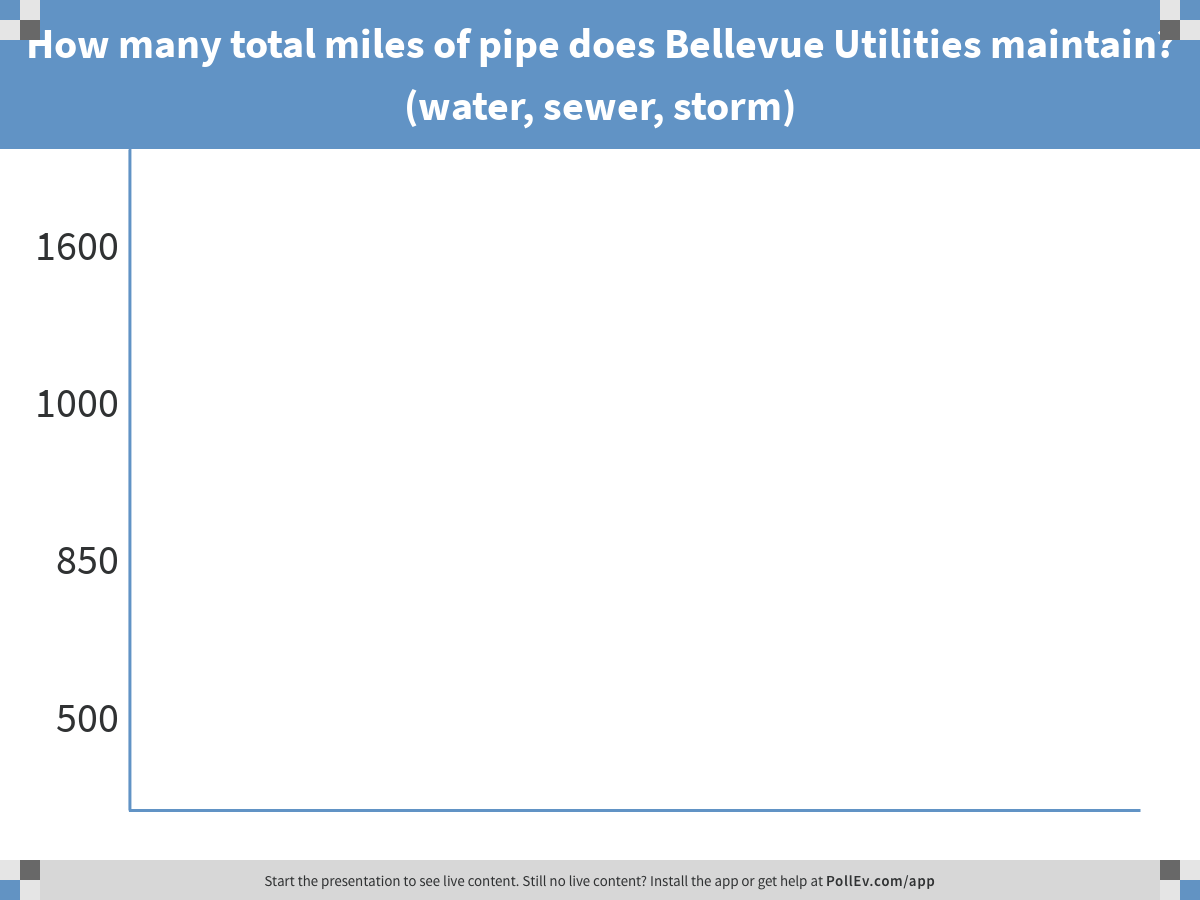 How many total miles of pipe does Bellevue Utilities maintain?
(water, sewer, storm)
1600
1000
850
500
Start the presentation to see live content. Still no live content? Install the app or get help at PollEv.com/app